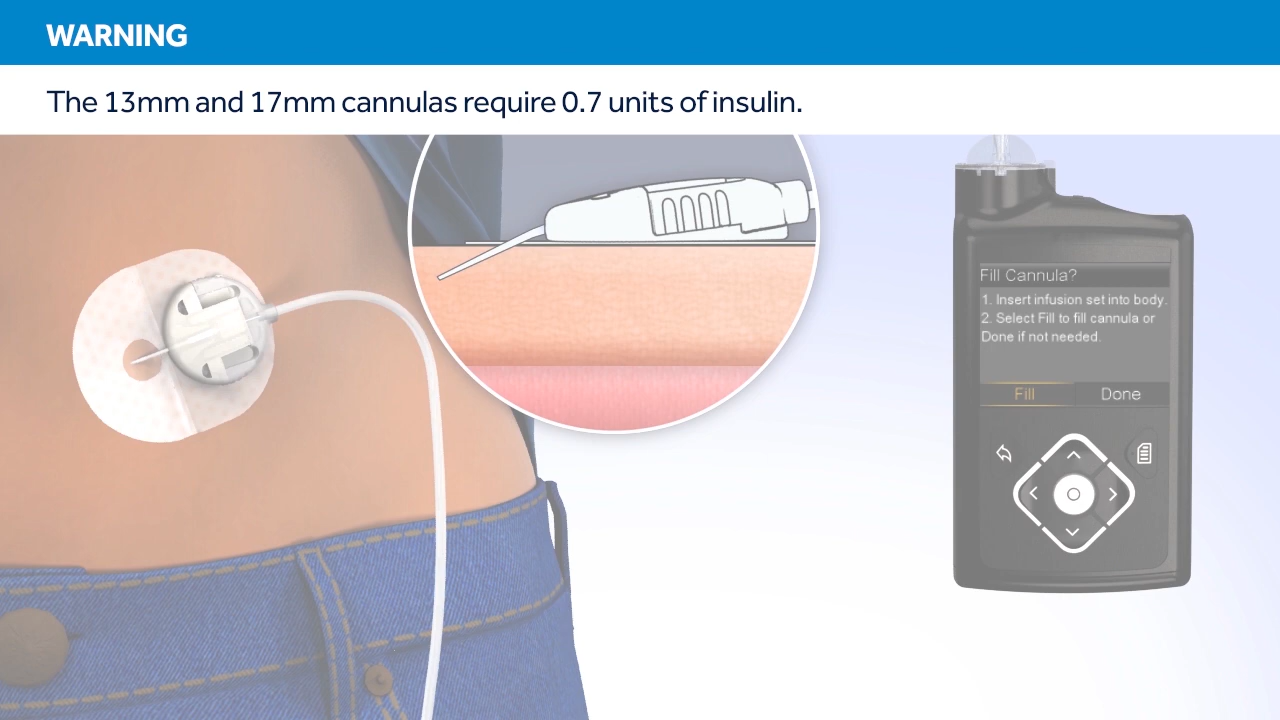 WARNING
The 13mm and 17mm cannulas require 0.7 units of insulin.
Fill Cannula?
1. Insert infusion set into body.
2. Select Fill to fill cannula or
Done if not needed.
Fill Done